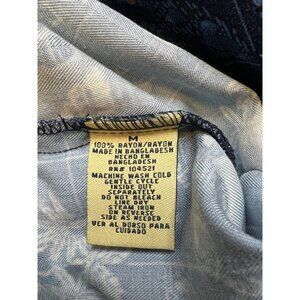 M
100% RAYON/RAYON
MADE IN BANGLADESH
HECHO EN
BANGLADESH
RN# 104521
MACHINE WASH COLD
GENTLE CYCLE
INSIDE OUT
SEPARATELY
DO NOT BLEACH
LINE DRY
STEAM IRON
ON REVERSE
SIDE AS NEEDED
VER AL DORSO PARA
CUIDADO